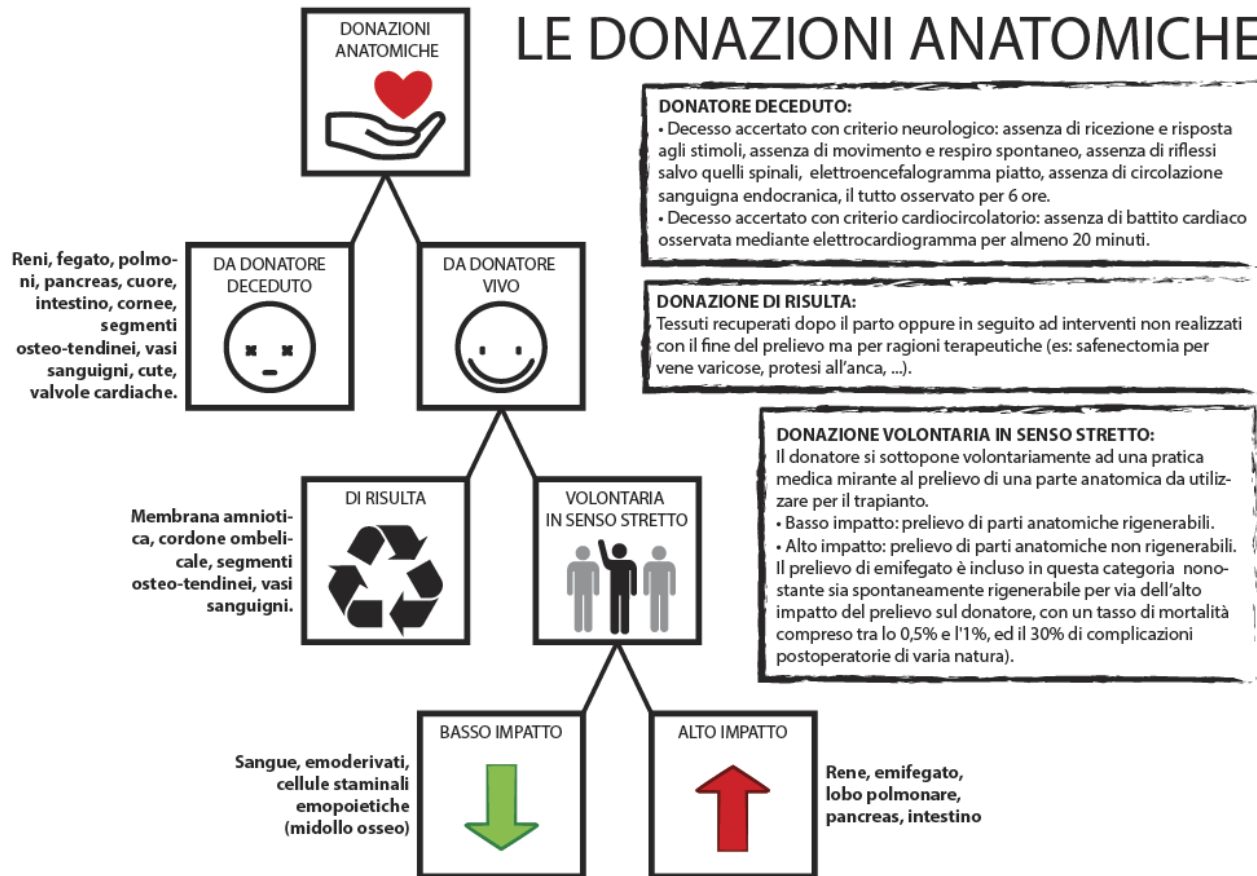 LE DONAZIONI ANATOMICHE
DONAZIONI
ANATOMICHE
DONATORE DECEDUTO:
• Decesso accertato con criterio neurologico: assenza di ricezione e risposta
agli stimoli, assenza di movimento e respiro spontaneo, assenza di riflessi
salvo quelli spinali, elettroencefalogramma piatto, assenza di circolazione
sanguigna endocranica, il tutto osservato per 6 ore.
• Decesso accertato con criterio cardiocircolatorio: assenza di battito cardiaco
osservata mediante elettrocardiogramma per almeno 20 minuti.
Reni, fegato, polmo-
ni, pancreas, cuore,
intestino, cornee,
segmenti
osteo-tendinei, vasi
sanguigni, cute,
valvole cardiache.
DA DONATORE
DECEDUTO
DA DONATORE
VIVO
DONAZIONE DI RISULTA:
Tessuti recuperati dopo il parto oppure in seguito ad interventi non realizzati
con il fine del prelievo ma per ragioni terapeutiche (es: safenectomia per
vene varicose, protesi all'anca, ...).
Membrana amnioti-
ca, cordone ombeli-
cale, segmenti
osteo-tendinei, vasi
sanguigni.
DI RISULTA
VOLONTARIA
IN SENSO STRETTO
DONAZIONE VOLONTARIA IN SENSO STRETTO:
Il donatore si sottopone volontariamente ad una pratica
medica mirante al prelievo di una parte anatomica da utiliz-
zare per il trapianto.
• Basso impatto: prelievo di parti anatomiche rigenerabili.
• Alto impatto: prelievo di parti anatomiche non rigenerabili.
Il prelievo di emifegato è incluso in questa categoria nono-
stante sia spontaneamente rigenerabile per via dell'alto
impatto del prelievo sul donatore, con un tasso di mortalità
compreso tra lo 0,5% e l'1%, ed il 30% di complicazioni
postoperatorie di varia natura).
Sangue, emoderivati,
cellule staminali
emopoietiche
(midollo osseo)
BASSO IMPATTO
ALTO IMPATTO
Rene, emifegato,
lobo polmonare,
pancreas, intestino